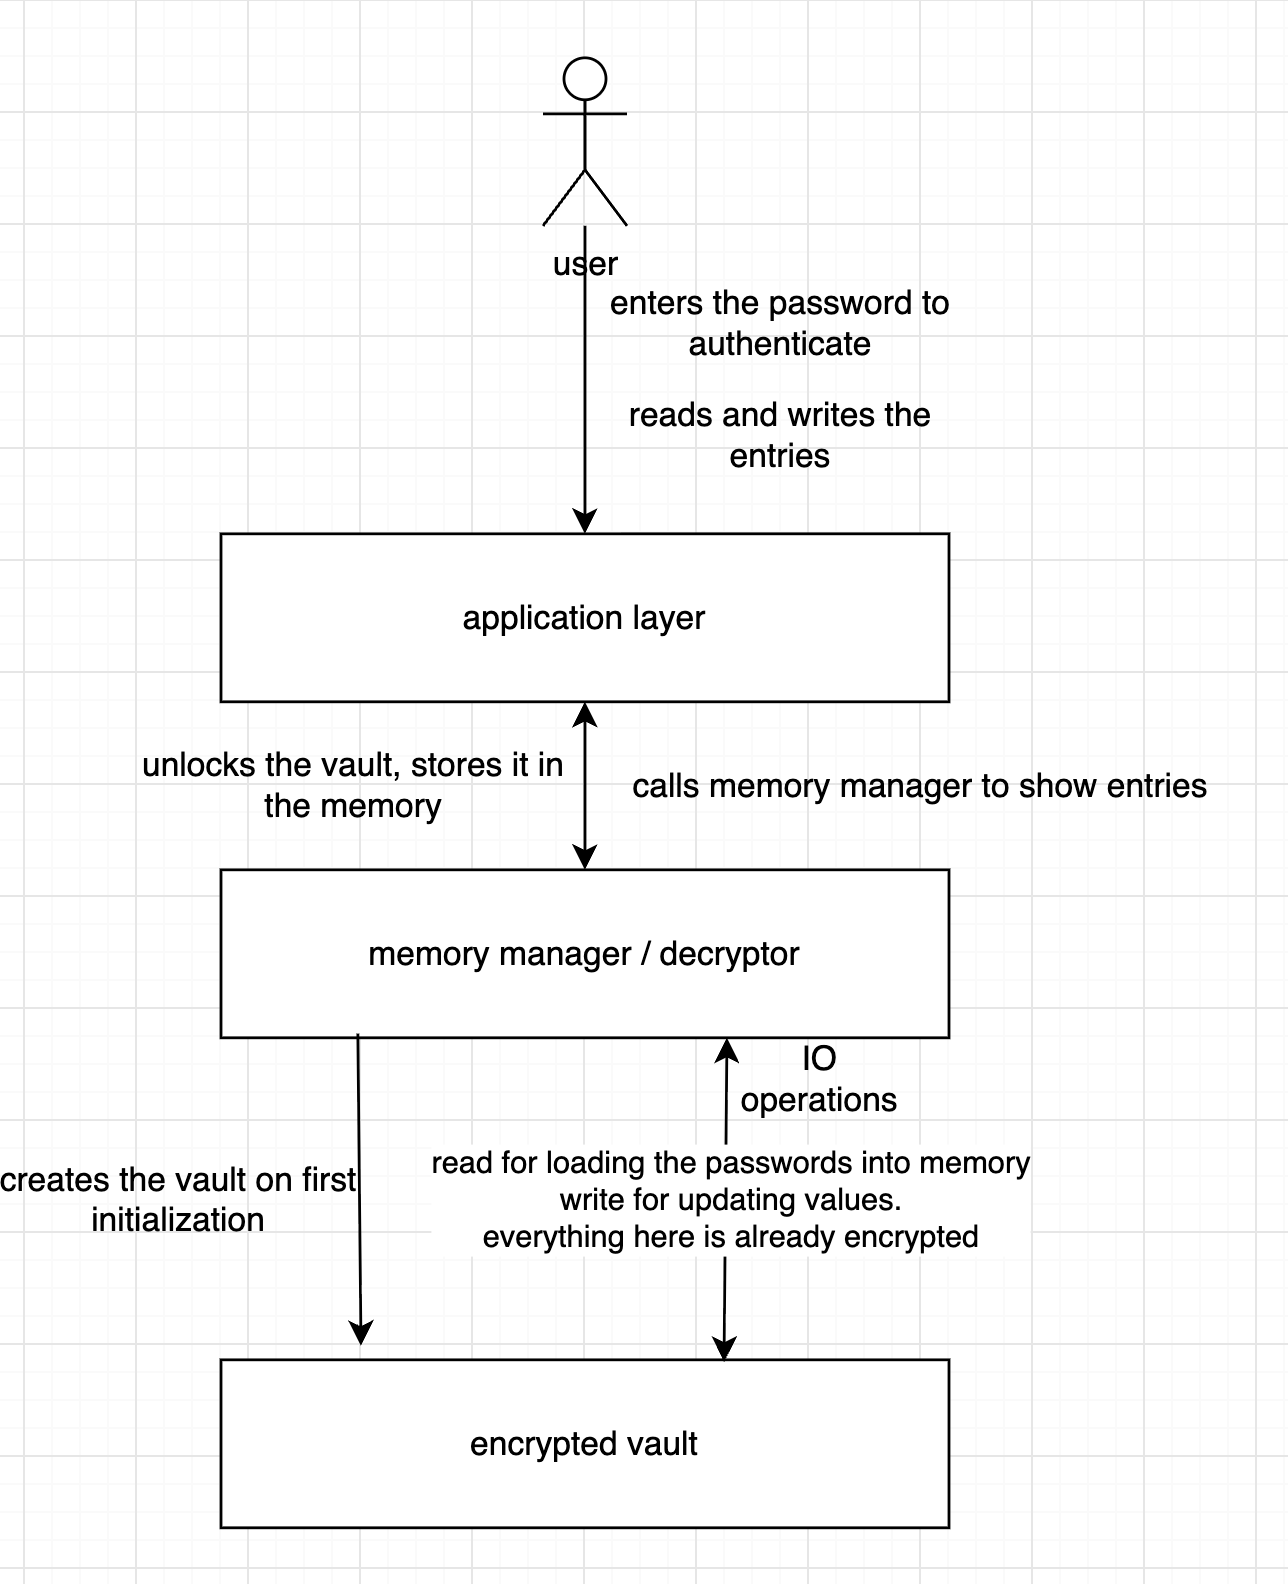 user
enters the password to
authenticate
reads and writes the
entries
application layer
unlocks the vault, stores it in
the memory
calls memory manager to show entries
memory manager / decryptor
IO
operations
creates the vault on first
initialization
read for loading the passwords into memory
write for updating values.
everything here is already encrypted
encrypted vault